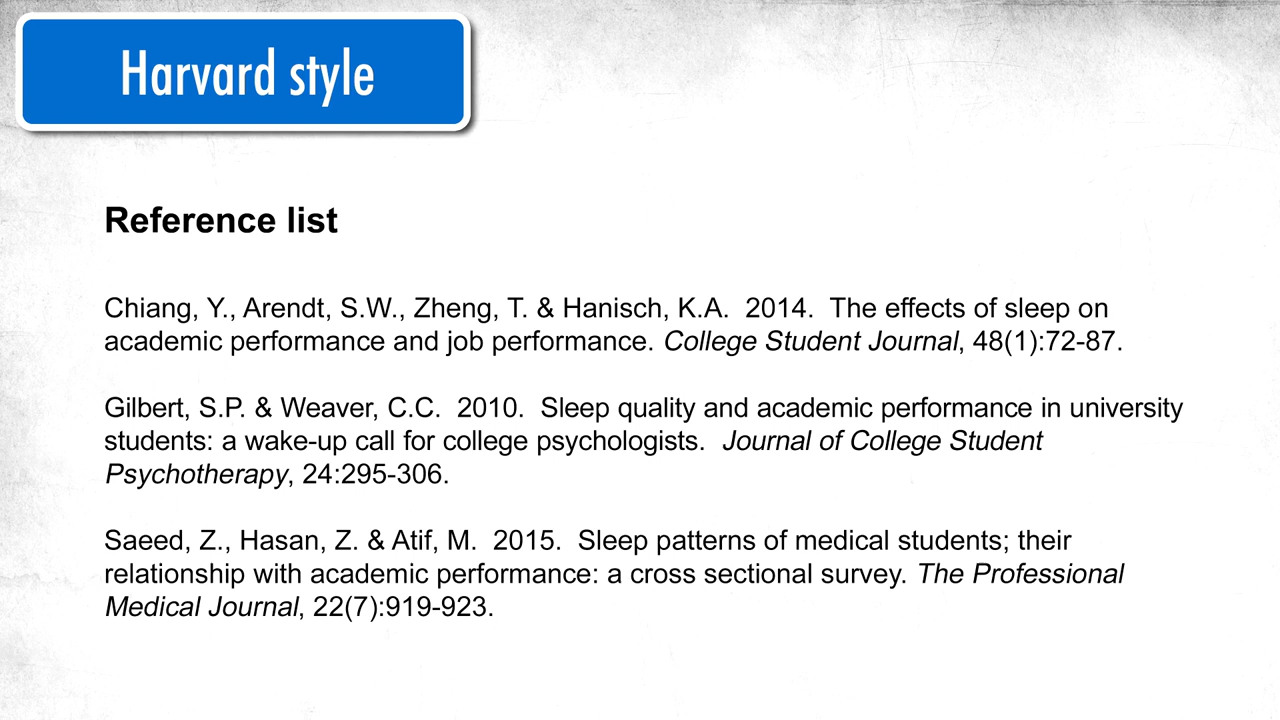 Harvard style
Reference list
Chiang, Y., Arendt, S.W., Zheng, T. & Hanisch, K.A.  2014.  The effects of sleep on
academic performance and job performance. College Student Journal, 48(1):72-87.
Gilbert, S.P. & Weaver, C.C.  2010.  Sleep quality and academic performance in university
students: a wake-up call for college psychologists.  Journal of College Student
Psychotherapy, 24:295-306.
Saeed, Z., Hasan, Z. & Atif, M.  2015.  Sleep patterns of medical students; their
relationship with academic performance: a cross sectional survey. The Professional
Medical Journal, 22(7):919-923.